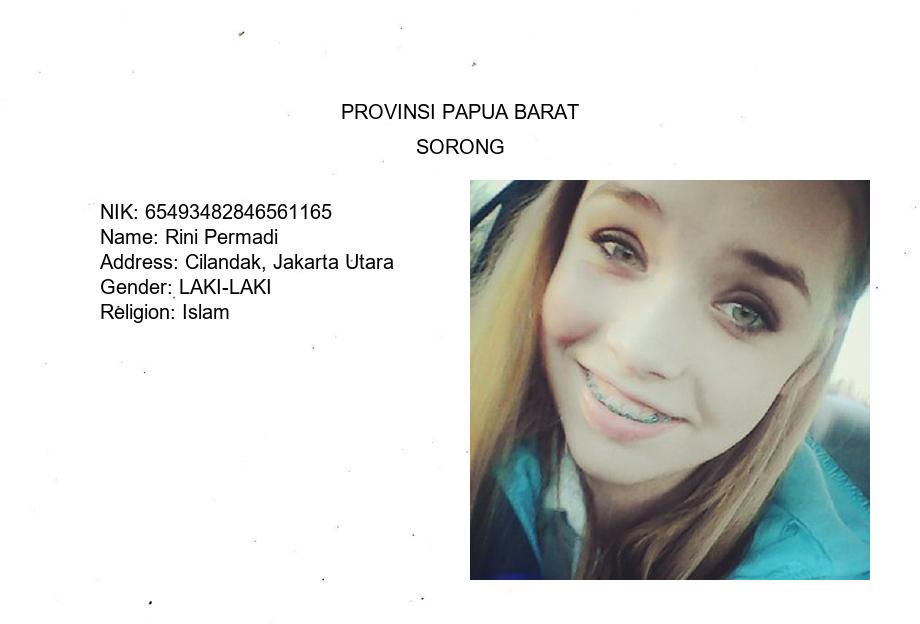 PROVINSI PAPUA BARAT
SORONG
NIK: 65493482846561165
Name: Rini Permadi
Address: Cilandak, Jakarta Utara
Gender: LAKI-LAKI
Religion: Islam